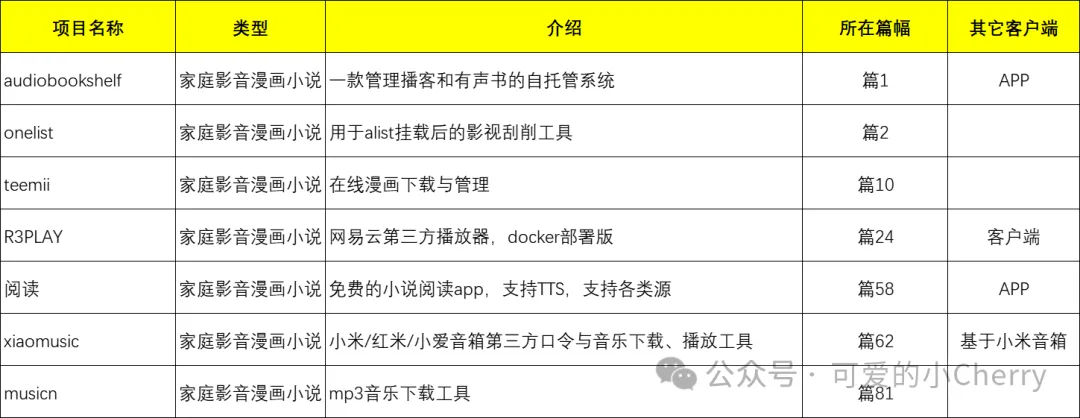 项目名称 类型 介绍 所在篇幅 其它客户端
audiobookshelf 家庭影音漫画小说 一款管理播客和有声书的自托管系统 篇1 APP
onelist 家庭影音漫画小说 用于alist挂载后的影视刮削工具 篇2
teemii 家庭影音漫画小说 在线漫画下载与管理 篇10
R3PLAY 家庭影音漫画小说 网易云第三方播放器，docker部署版 篇24 客户端
阅读 家庭影音漫画小说 免费的小说阅读app，支持TTS，支持各类源 篇58 APP
xiaomusic 家庭影音漫画小说 小米/红米/小爱音箱第三方口令与音乐下载、播放工具 篇62 基于小米音箱
musicn 家庭影音漫画小说 mp3音乐下载工具 篇81
公众号·可爱的小Cherry